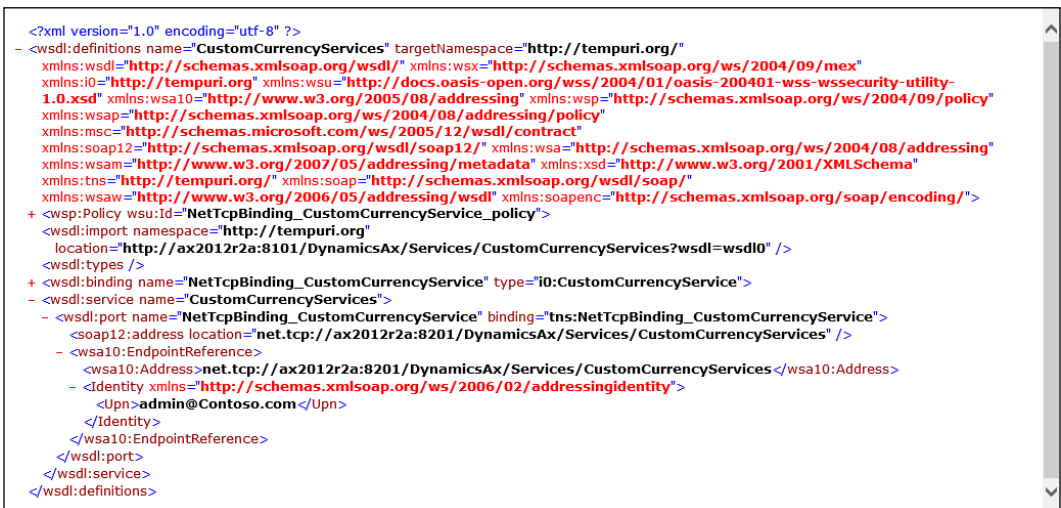 <?xml version="1.0" encoding="utf-8" ?>
- <wsdl:definitions name="CustomCurrencyServices" targetNamespace="http://tempuri.org/"
xmlns:wsdl="http://schemas.xmlsoap.org/wsdl/" xmlns:wsx="http://schemas.xmlsoap.org/ws/2004/09/mex"
xmlns:i0="http://tempuri.org" xmlns:wsu="http://docs.oasis-open.org/wss/2004/01/oasis-200401-wss-wssecurity-utility-
1.0.xsd" xmlns:wsa10="http://www.w3.org/2005/08/addressing" xmlns:wsp="http://schemas.xmlsoap.org/ws/2004/09/policy"
xmlns:wsap="http://schemas.xmlsoap.org/ws/2004/08/addressing/policy"
xmlns:msc="http://schemas.microsoft.com/ws/2005/12/wsdl/contract"
xmlns:soap12="http://schemas.xmlsoap.org/wsdl/soap12/" xmlns:wsa="http://schemas.xmlsoap.org/ws/2004/08/addressing"
xmlns:wsam="http://www.w3.org/2007/05/addressing/metadata" xmlns:xsd="http://www.w3.org/2001/XMLSchema"
xmlns:tns="http://tempuri.org/" xmlns:soap="http://schemas.xmlsoap.org/wsdl/soap/"
xmlns:wsaw="http://www.w3.org/2006/05/addressing/wsdl" xmlns:soapenc="http://schemas.xmlsoap.org/soap/encoding/">
+ <wsp:Policy wsu:Id="NetTcpBinding_CustomCurrencyService_policy">
<wsdl:import namespace="http://tempuri.org"
location="http://ax2012r2a:8101/DynamicsAx/Services/CustomCurrencyServices?wsdl=wsdl0" />
<wsdl:types />
+ <wsdl:binding name="NetTcpBinding_CustomCurrencyService" type="i0:CustomCurrencyService">
- <wsdl:service name="CustomCurrencyServices">
- <wsdl:port name="NetTcpBinding_CustomCurrencyService" binding="tns:NetTcpBinding_CustomCurrencyService">
<soap12:address location="net.tcp://ax2012r2a:8201/DynamicsAx/Services/CustomCurrencyServices" />
- <wsa10:EndpointReference>
<wsa10:Address>net.tcp://ax2012r2a:8201/DynamicsAx/Services/CustomCurrencyServices</wsa10:Address>
- <Identity xmlns="http://schemas.xmlsoap.org/ws/2006/02/addressingidentity">
<Upn>admin@Contoso.com</Upn>
</Identity>
</wsa10:EndpointReference>
</wsdl:port>
</wsdl:service>
</wsdl:definitions>